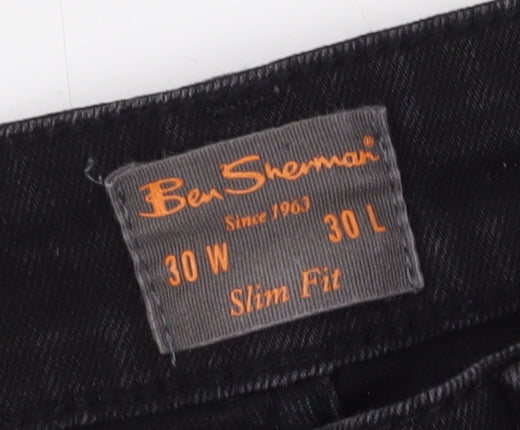 Ben Sherman®
Since 1963
30 W 30 L
Slim Fit